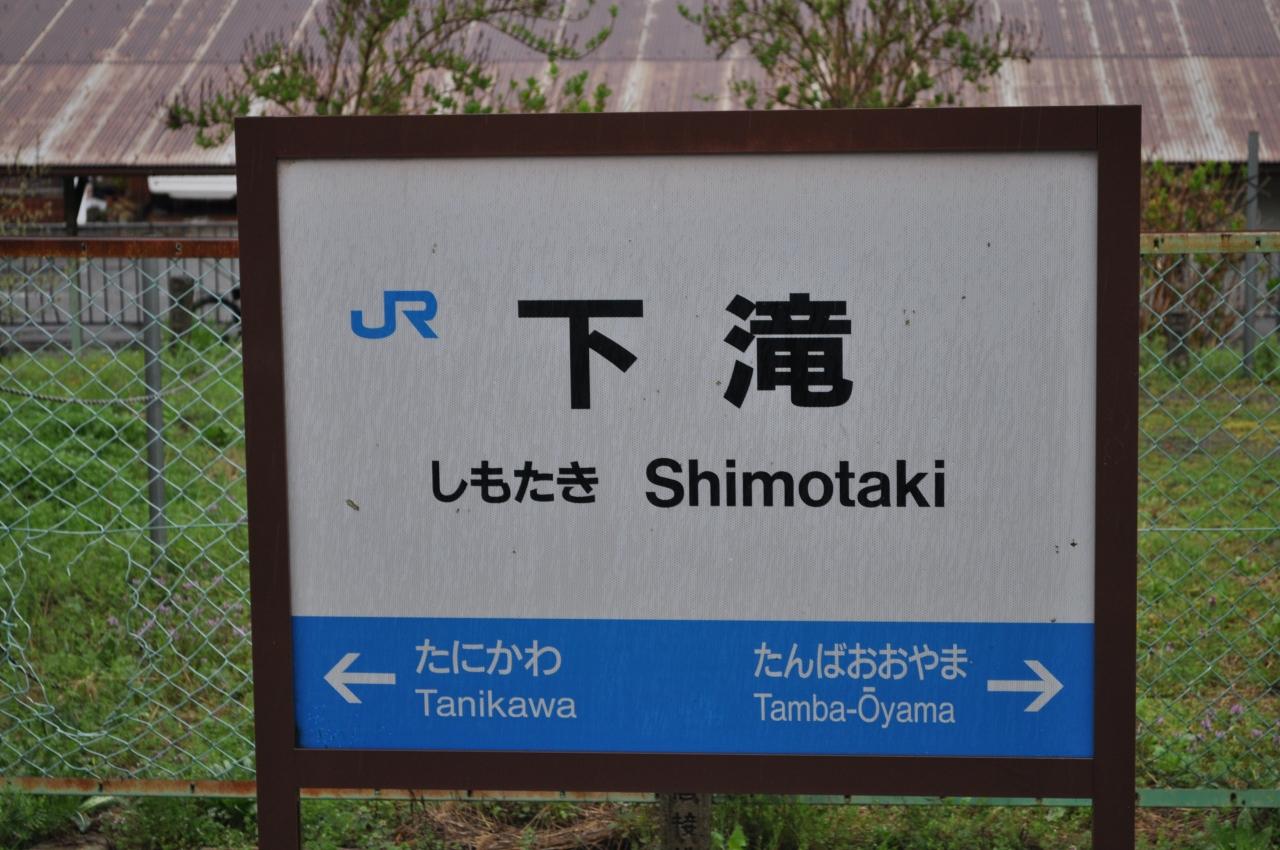 JR 下滝
しもたき Shimotaki
← たにかわ
Tanikawa
たんばおおやま →
Tamba-Ōyama
接